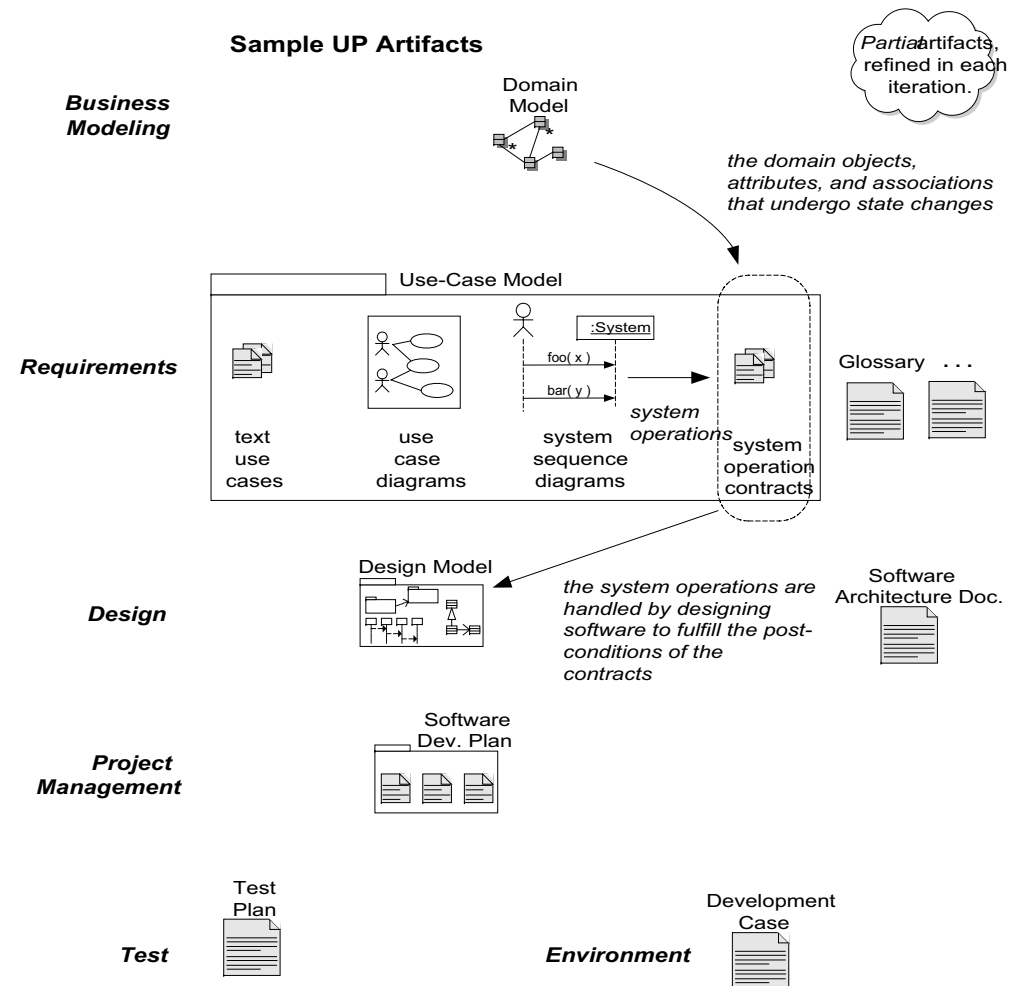 Sample UP Artifacts
Partial artifacts,
refined in each
iteration.
Domain
Model
*
*
Business
Modeling
the domain objects,
attributes, and associations
that undergo state changes
Use-Case Model
:System
foo( x )
bar( y )
Requirements
Glossary . . .
system
operations
text
use
cases
use
case
diagrams
system
sequence
diagrams
system
operation
contracts
Design Model
the system operations are
handled by designing
software to fulfill the post-
conditions of the
contracts
Software
Architecture Doc.
Design
Software
Dev. Plan
Project
Management
Test
Plan
Test
Development
Case
Environment